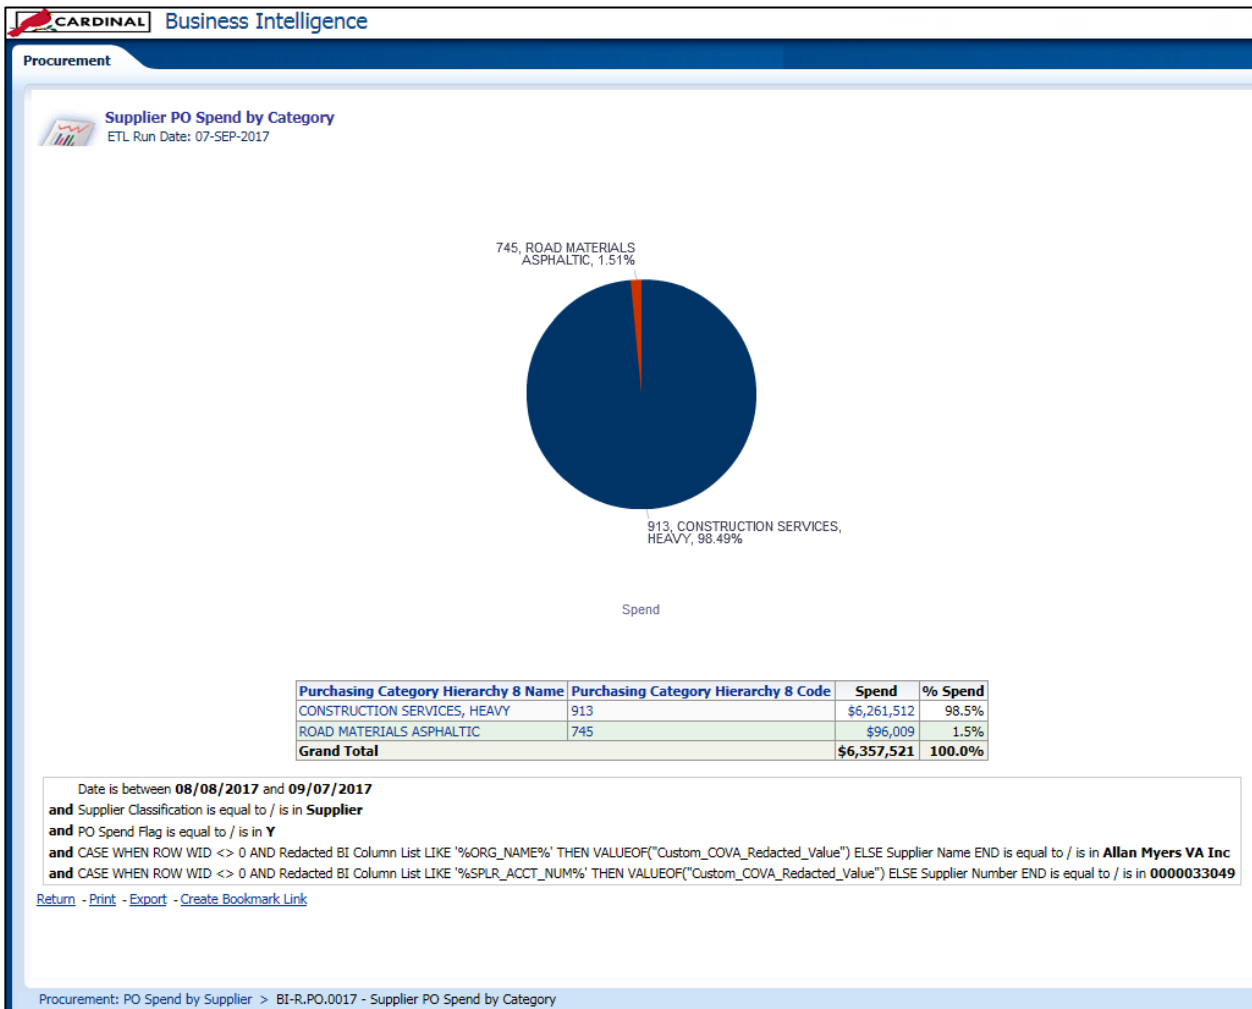 CARDINAL Business Intelligence
Procurement
Supplier PO Spend by Category
ETL Run Date: 07-SEP-2017
745, ROAD MATERIALS
ASPHALTIC, 1.51%
913, CONSTRUCTION SERVICES,
HEAVY, 98.49%
Spend
Purchasing Category Hierarchy 8 Name Purchasing Category Hierarchy 8 Code Spend % Spend
CONSTRUCTION SERVICES, HEAVY 913 $6,261,512 98.5%
ROAD MATERIALS ASPHALTIC 745 $96,009 1.5%
Grand Total $6,357,521 100.0%
Date is between 08/08/2017 and 09/07/2017
and Supplier Classification is equal to / is in Supplier
and PO Spend Flag is equal to / is in Y
and CASE WHEN ROW WID <> 0 AND Redacted BI Column List LIKE '%ORG_NAME%' THEN VALUEOF("Custom_COVA_Redacted_Value") ELSE Supplier Name END is equal to / is in Allan Myers VA Inc
and CASE WHEN ROW WID <> 0 AND Redacted BI Column List LIKE '%SPLR_ACCT_NUM%' THEN VALUEOF("Custom_COVA_Redacted_Value") ELSE Supplier Number END is equal to / is in 0000033049
Return - Print - Export - Create Bookmark Link
Procurement: PO Spend by Supplier > BI-R.PO.0017 - Supplier PO Spend by Category